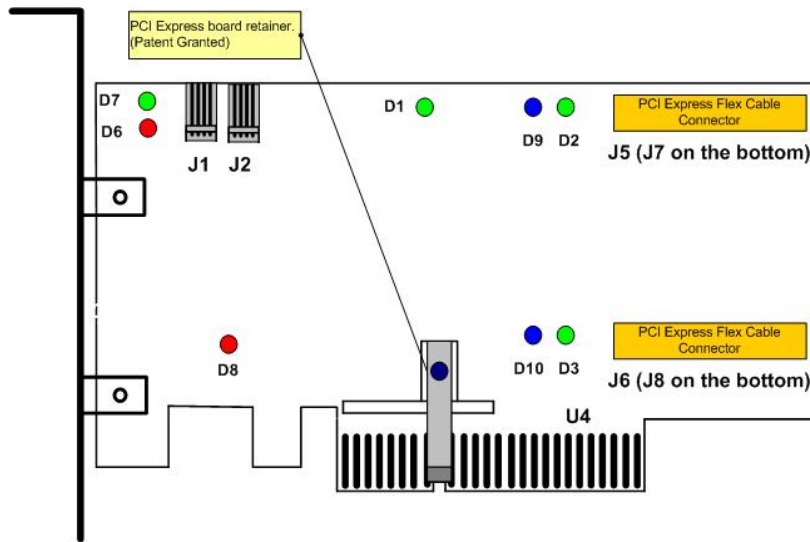 PCI Express board retainer.
(Patent Granted)
D7
D6
J1
J2
D1
D9
D2
PCI Express Flex Cable
Connector
J5 (J7 on the bottom)
D8
D10
D3
PCI Express Flex Cable
Connector
J6 (J8 on the bottom)
U4